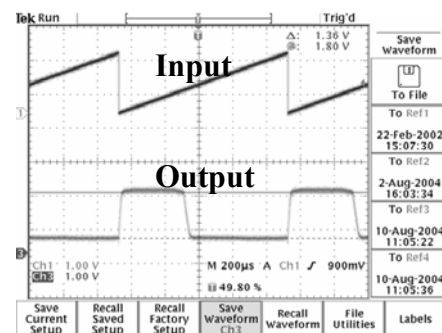 Tek Run Trig'd
Δ: 1.36 V
@: 1.80 V
Input
Output
1
3
Ch1 1.00 V
Ch3 1.00 V
M 200µs A Ch1 ʃ 900mV
49.80 %
Save
Waveform
To File
To Ref1
22-Feb-2002
15:07:30
To Ref2
2-Aug-2004
16:03:34
To Ref3
10-Aug-2004
11:05:22
To Ref4
10-Aug-2004
11:05:36
Save
Current
Setup
Recall
Saved
Setup
Recall
Factory
Setup
Save
Waveform
Ch3
Recall
Waveform
File
Utilities
Labels